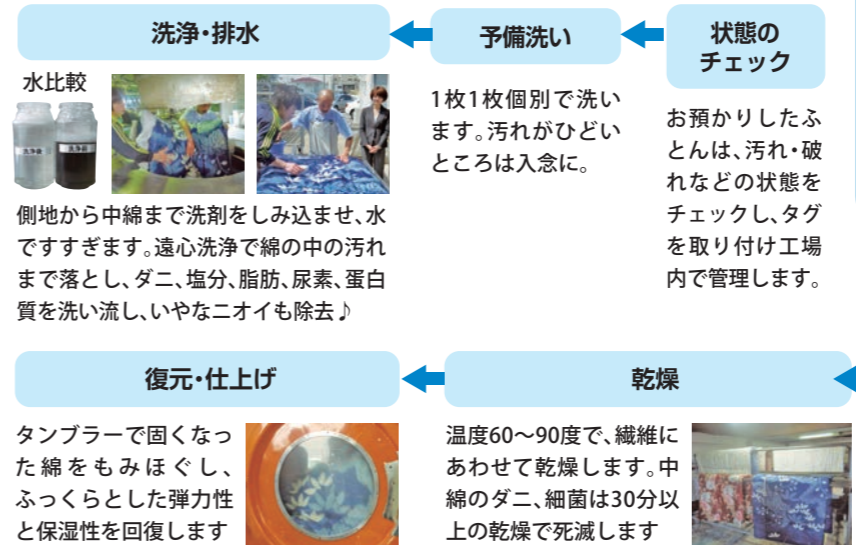 状態の
チェック
お預かりしたふ
とんは、汚れ・破
れなどの状態を
チェックし、タグ
を取り付け工場
内で管理します。
予備洗い
1枚1枚個別で洗い
ます。汚れがひどい
ところは入念に。
洗浄・排水
水比較
洗浄後
洗浄前
側地から中綿まで洗剤をしみ込ませ、水
ですすぎます。遠心洗浄で綿の中の汚れ
まで落とし、ダニ、塩分、脂肪、尿素、蛋白
質を洗い流し、いやなニオイも除去♪
乾燥
温度60〜90度で、繊維に
あわせて乾燥します。中
綿のダニ、細菌は30分以
上の乾燥で死滅します
復元・仕上げ
タンブラーで固くなっ
た綿をもみほぐし、
ふっくらとした弾力性
と保湿性を回復します